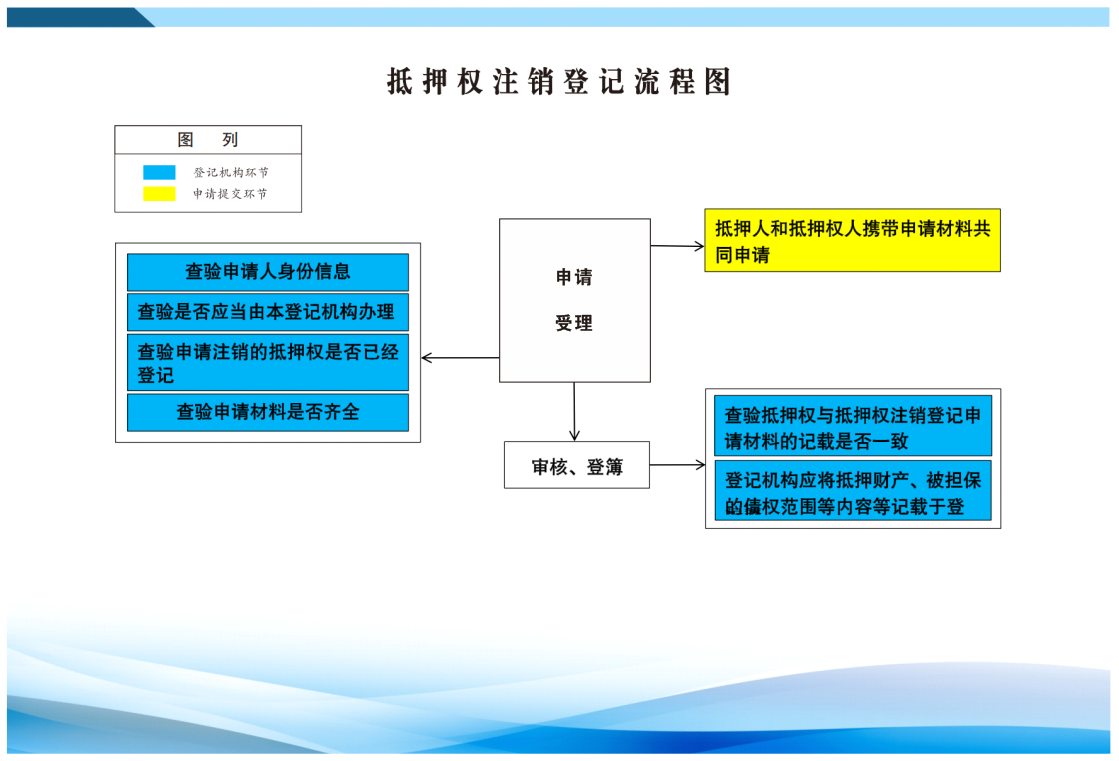 抵押权注销登记流程图
图 列
登记机构环节
申请提交环节
抵押人和抵押权人携带申请材料共
同申请
申请
受理
查验申请人身份信息
查验是否应当由本登记机构办理
查验申请注销的抵押权是否已经
登记
查验申请材料是否齐全
审核、登簿
查验抵押权与抵押权注销登记申
请材料的记载是否一致
登记机构应将抵押财产、被担保
的债权范围等内容等记载于登